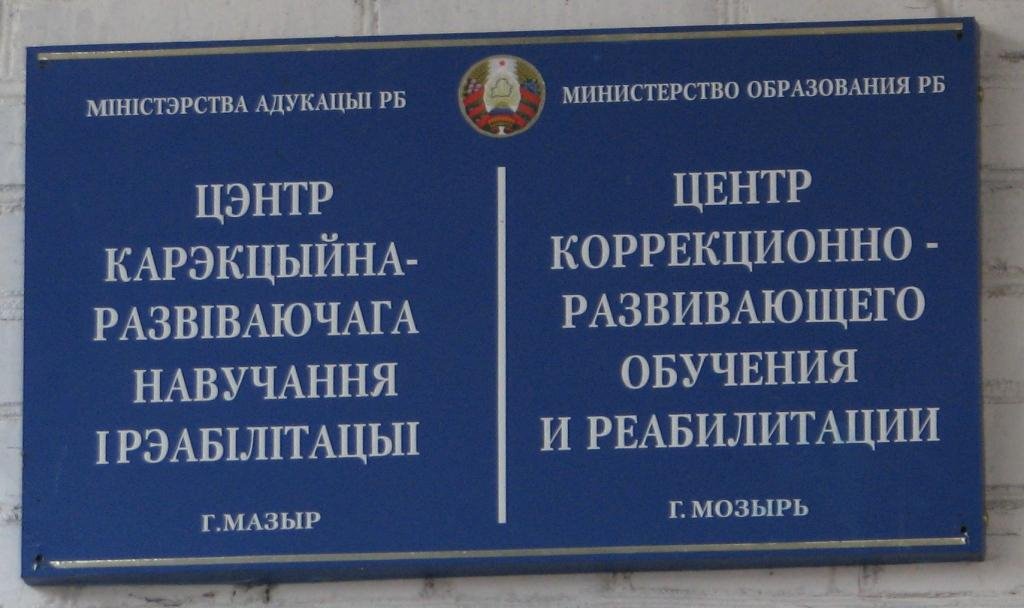 МІНІСТЭРСТВА АДУКАЦЫІ РБ
ЦЭНТР
КАРЭКЦЫЙНА-
РАЗВІВАЮЧАГА
НАВУЧАННЯ
І РЭАБІЛІТАЦЫІ
Г.МАЗЫР
МИНИСТЕРСТВО ОБРАЗОВАНИЯ РБ
ЦЕНТР
КОРРЕКЦИОННО -
РАЗВИВАЮЩЕГО
ОБУЧЕНИЯ
И РЕАБИЛИТАЦИИ
Г. МОЗЫРЬ